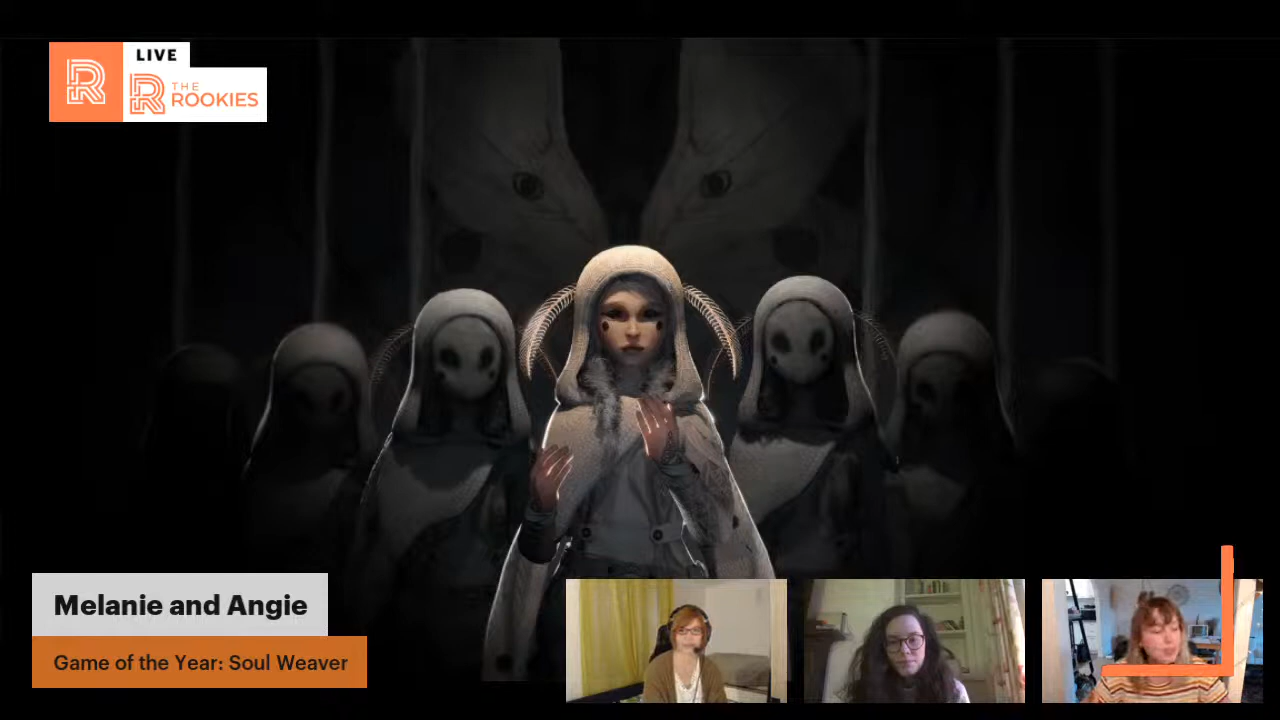 LIVE
THE
ROOKIES
Melanie and Angie
Game of the Year: Soul Weaver